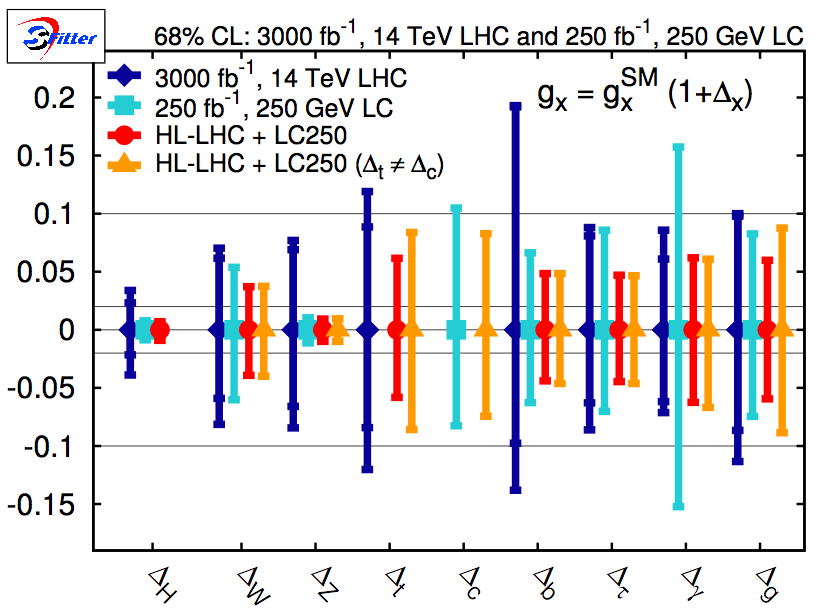 SFitter
68% CL: 3000 fb⁻¹, 14 TeV LHC and 250 fb⁻¹, 250 GeV LC
3000 fb⁻¹, 14 TeV LHC
250 fb⁻¹, 250 GeV LC
HL-LHC + LC250
HL-LHC + LC250 (Δt ≠ Δc)
gx = gxSM (1+Δx)
0.2
0.15
0.1
0.05
0
-0.05
-0.1
-0.15
ΔH ΔW ΔZ Δt Δc Δb Δτ Δγ Δg